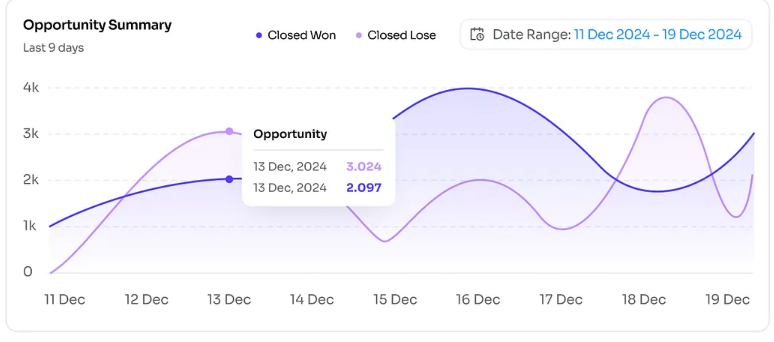 Opportunity Summary
Last 9 days
Closed Won
Closed Lose
Date Range: 11 Dec 2024 - 19 Dec 2024
4k
3k
2k
1k
0
Opportunity
13 Dec, 2024 3.024
13 Dec, 2024 2.097
11 Dec 12 Dec 13 Dec 14 Dec 15 Dec 16 Dec 17 Dec 18 Dec 19 Dec